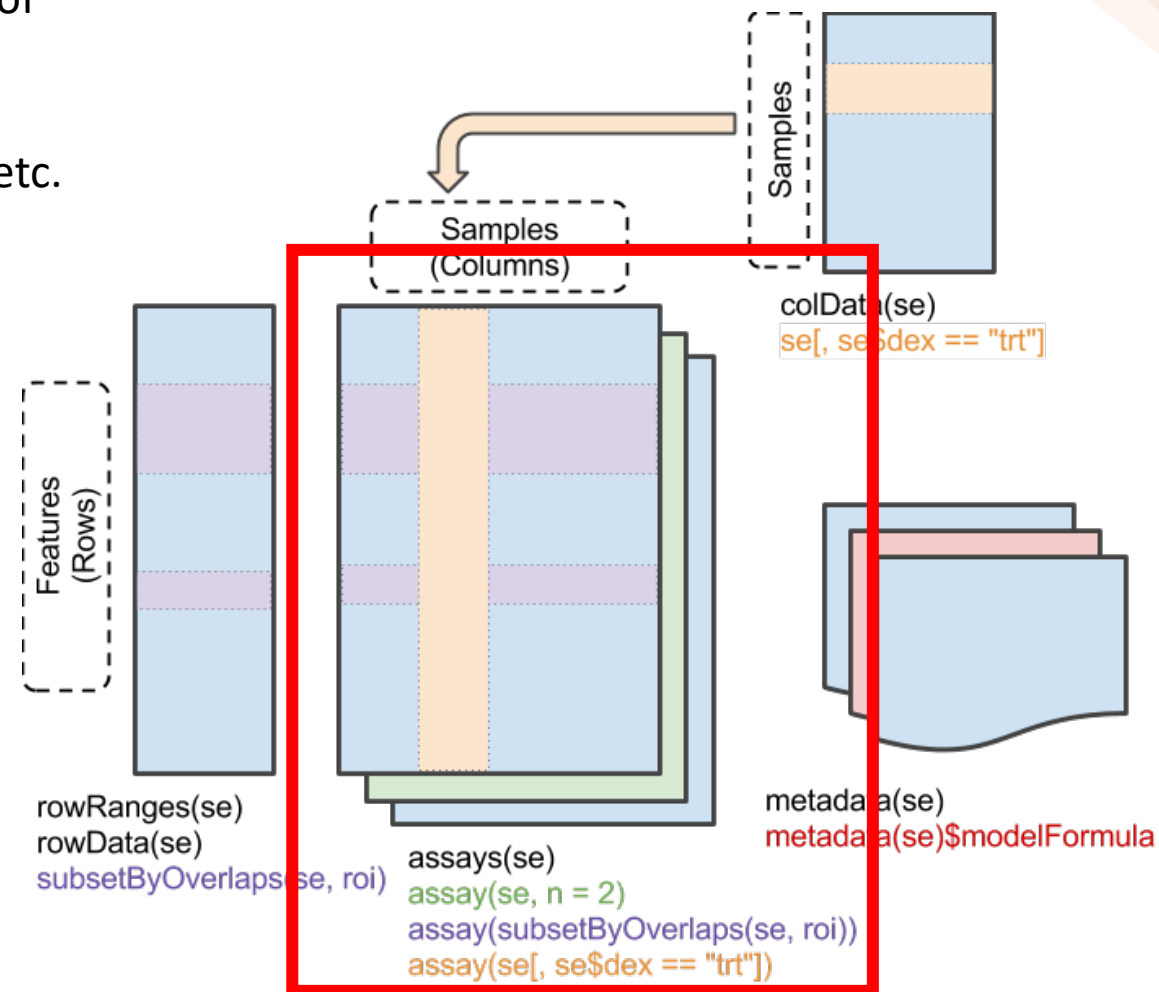 of
etc.
Samples
Samples
(Columns)
colData(se)
se[, se$dex == "trt"]
Features
(Rows)
rowRanges(se)
rowData(se)
subsetByOverlaps(se, roi)
assays(se)
assay(se, n = 2)
assay(subsetByOverlaps(se, roi))
assay(se[, se$dex == "trt"])
metadata(se)
metadata(se)$modelFormula